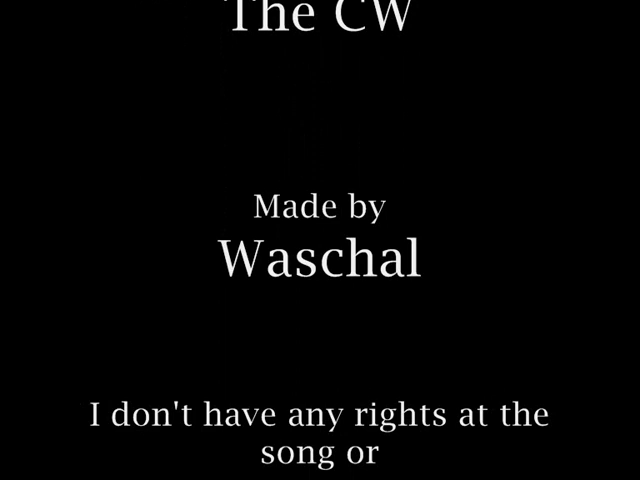 The CW
Made by
Waschal
I don't have any rights at the
song or